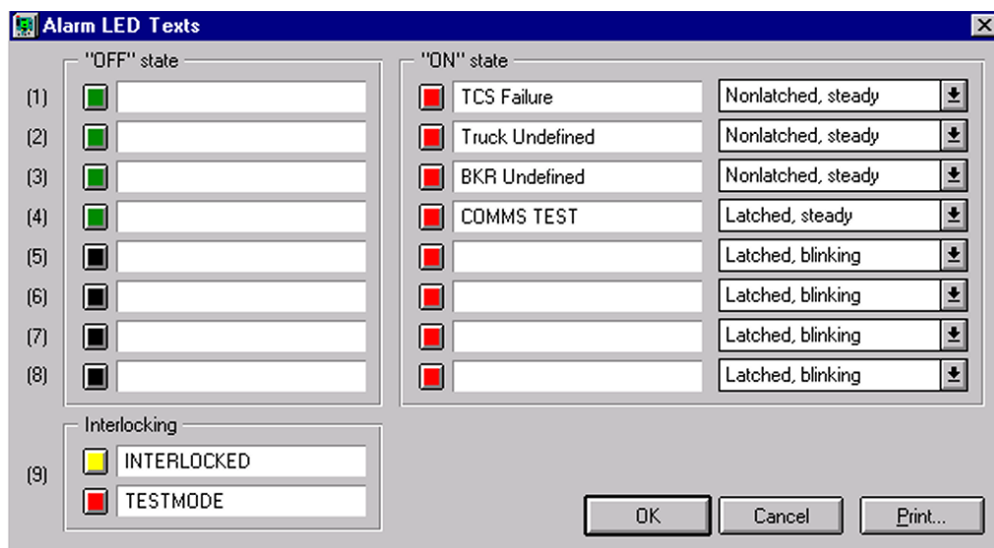 Alarm LED Texts
"OFF" state
"ON" state
(1) TCS Failure Nonlatched, steady
(2) Truck Undefined Nonlatched, steady
(3) BKR Undefined Nonlatched, steady
(4) COMMS TEST Latched, steady
(5) Latched, blinking
(6) Latched, blinking
(7) Latched, blinking
(8) Latched, blinking
Interlocking
(9) INTERLOCKED
TESTMODE
OK Cancel Print...